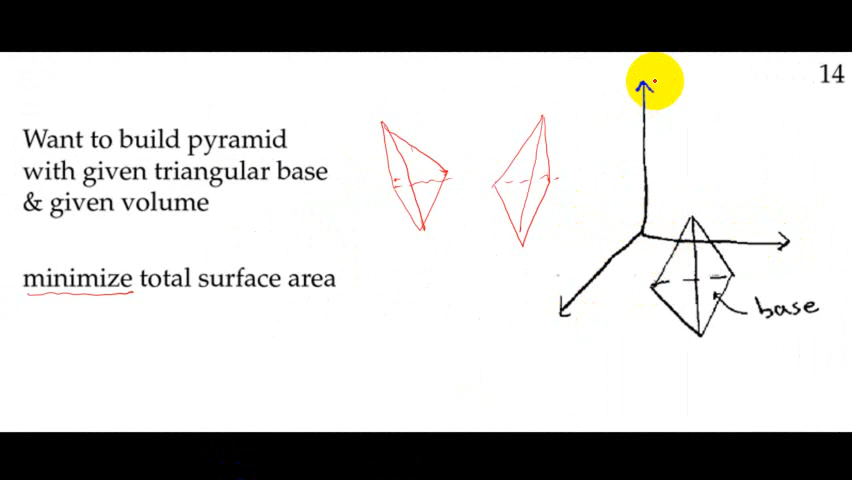 14
Want to build pyramid
with given triangular base
& given volume
minimize total surface area
base